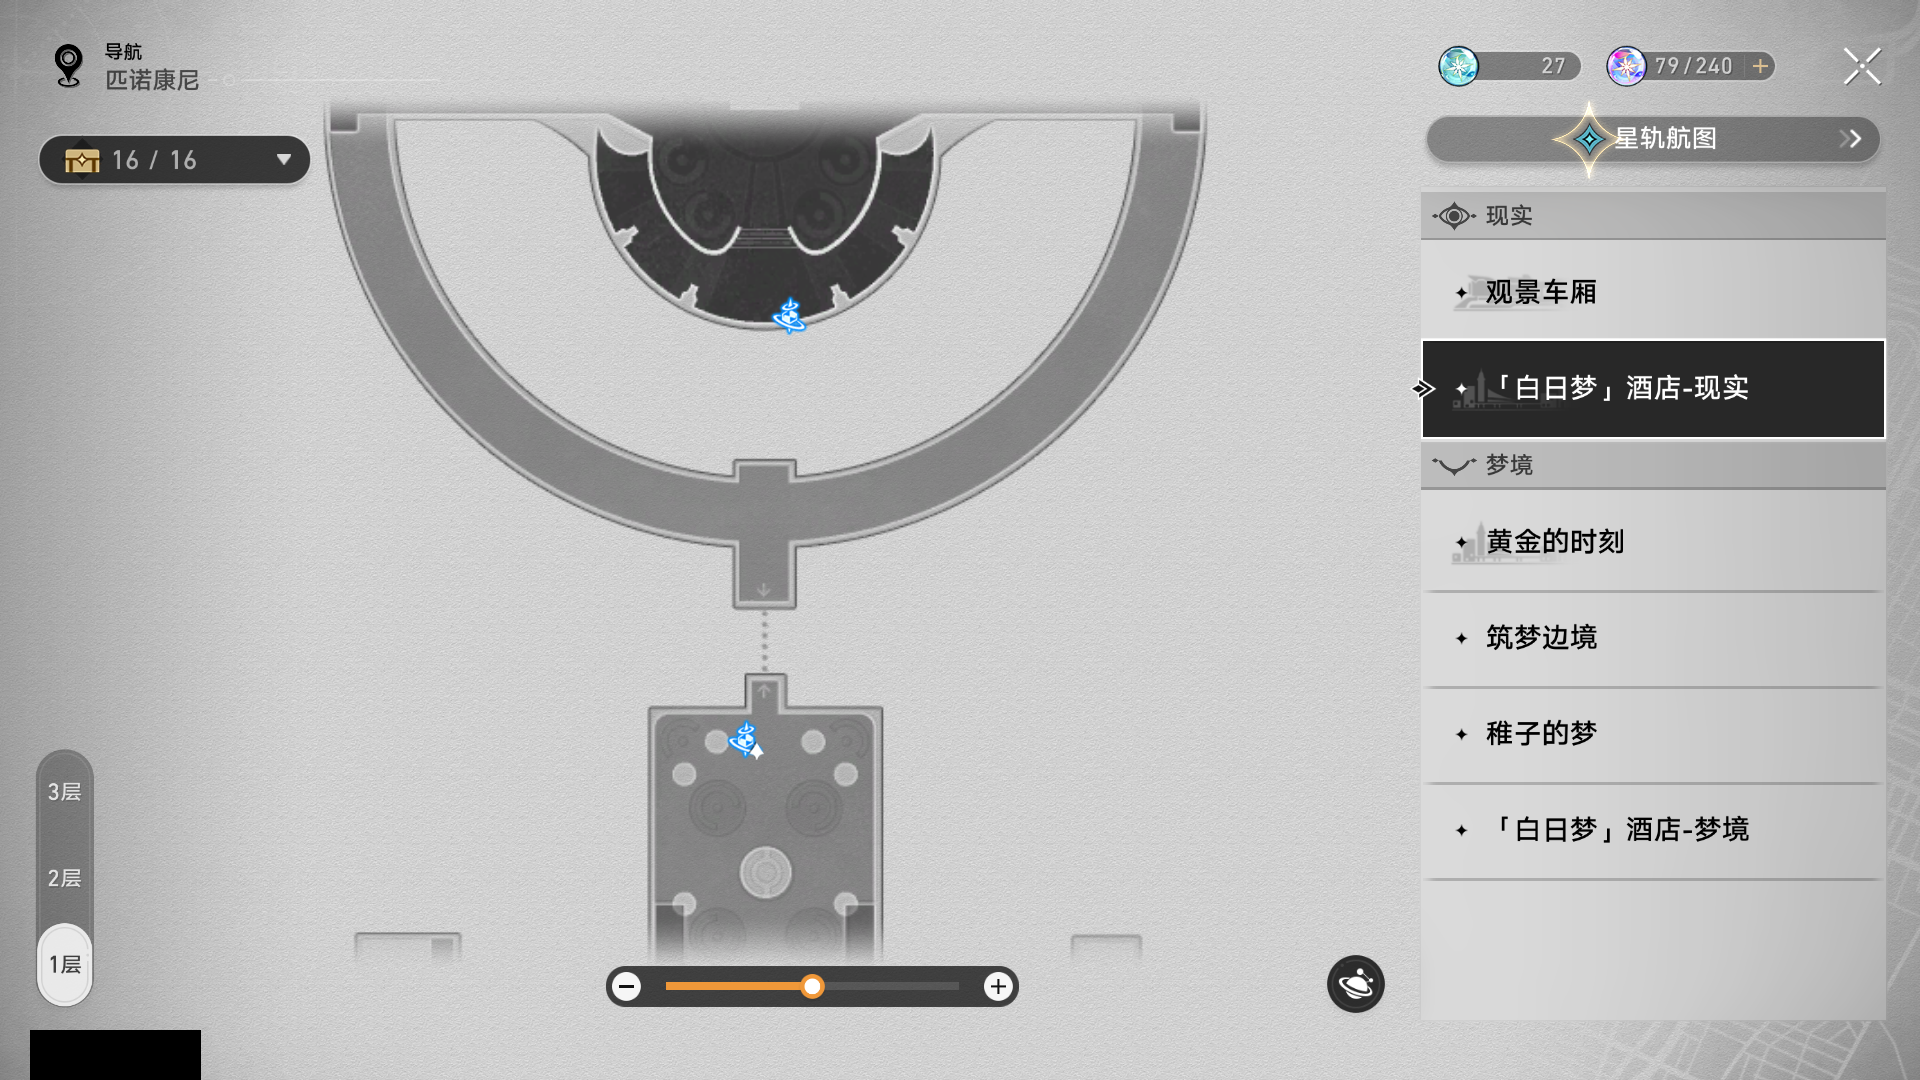 导航
匹诺康尼
16 / 16
27
79/240
星轨航图
现实
观景车厢
「白日梦」酒店-现实
梦境
黄金的时刻
筑梦边境
稚子的梦
「白日梦」酒店-梦境
3层
2层
1层